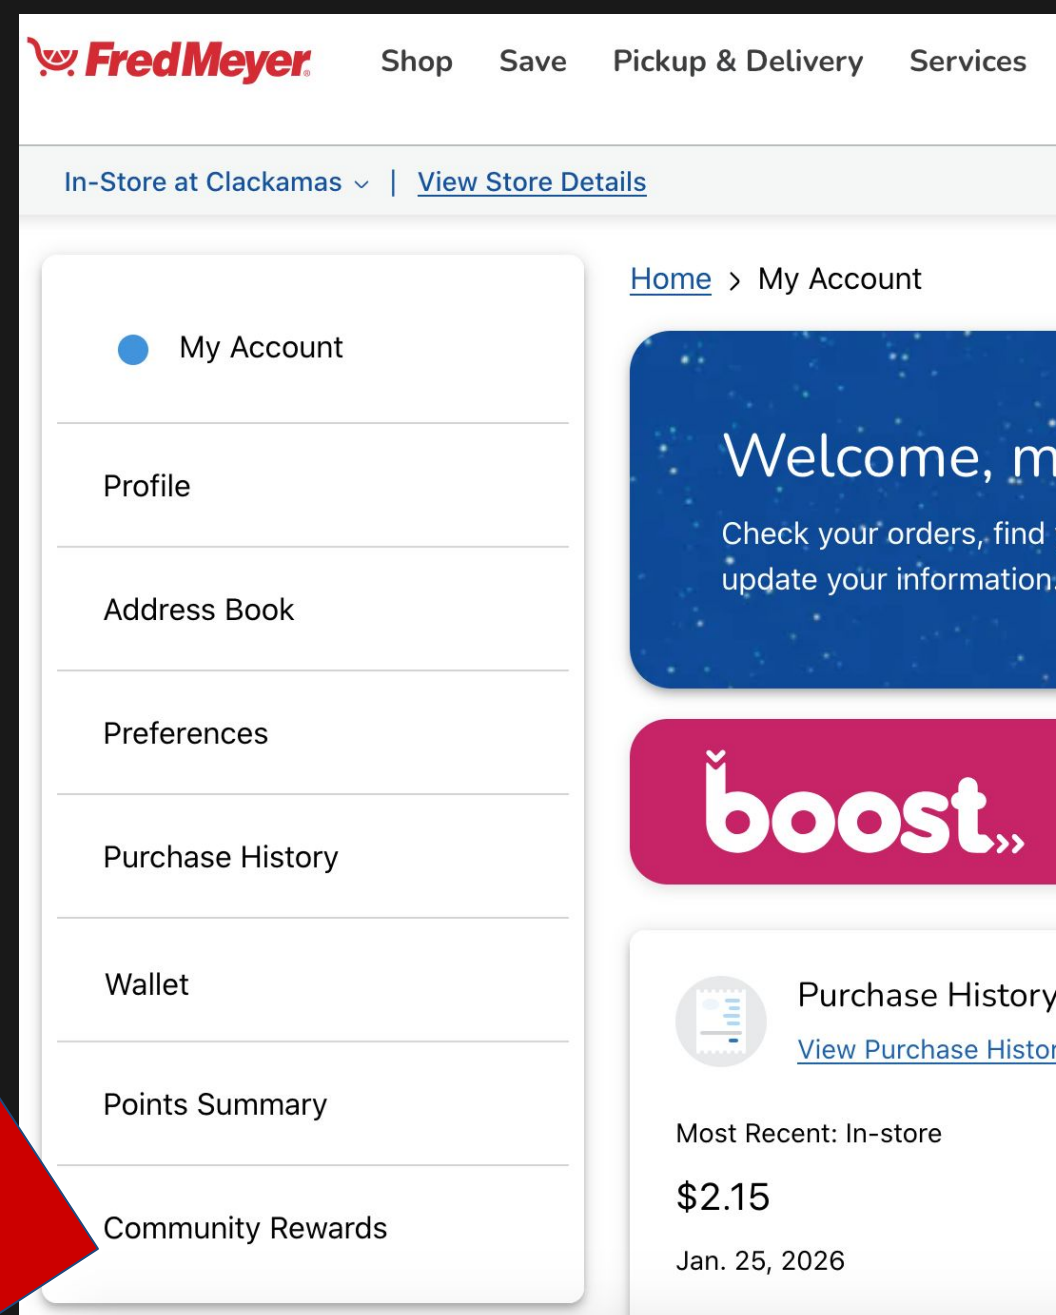 FredMeyer Shop Save Pickup & Delivery Services
In-Store at Clackamas | View Store Details
My Account
Profile
Address Book
Preferences
Purchase History
Wallet
Points Summary
Community Rewards
Home > My Account
Welcome,
Check your orders, find
update your information.
boost
Purchase History
View Purchase
Most Recent: In-store
$2.15
Jan. 25, 2026